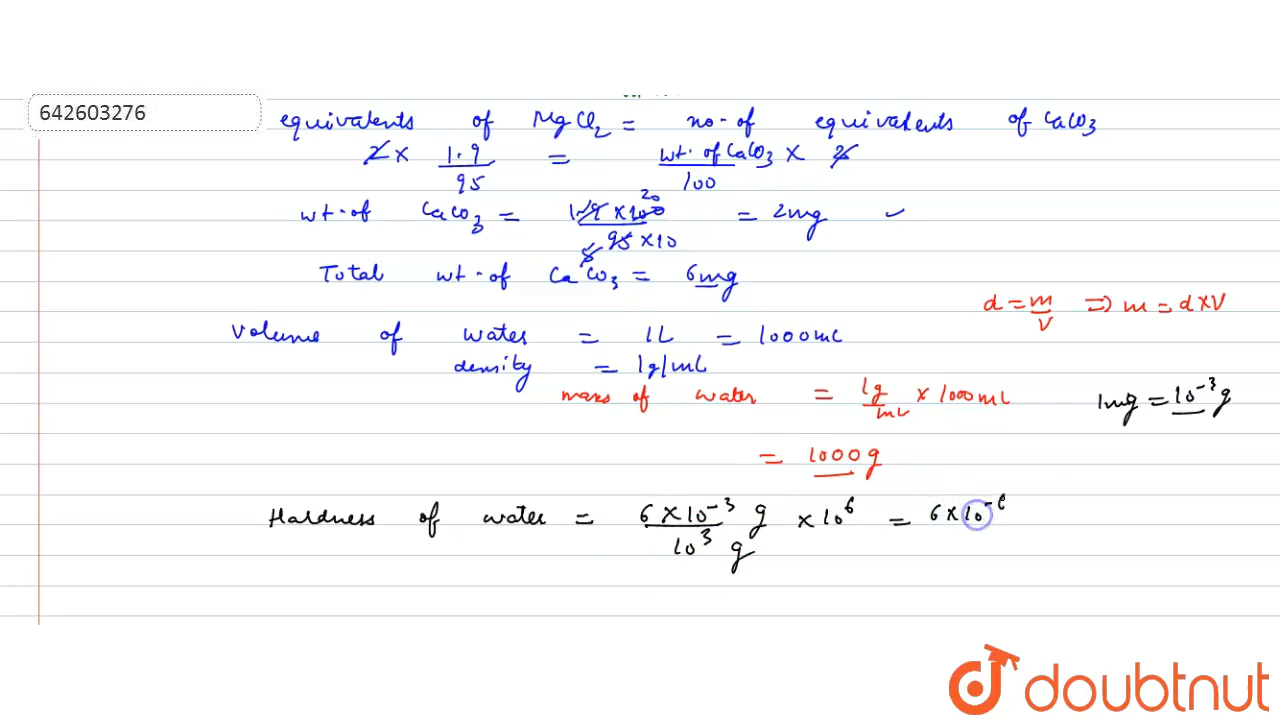 642603276
equivalents of MgCl2 = no. of equivalents of CaCO3
2 × 1.9/95 = wt. of CaCO3/100 × 2
wt. of CaCO3 = 1.9 × 100/95 × 10 = 2mg
20
5
Total wt. of CaCO3 = 6mg
d = m/V ⇒ m = d×V
Volume of water = 1L = 1000mL
density = 1g/mL
mass of water = 1g/mL × 1000mL
1mg = 10^-3 g
= 1000g
Hardness of water = 6×10^-3 g/10^3 g × 10^6 = 6×10^-6
doubtnut